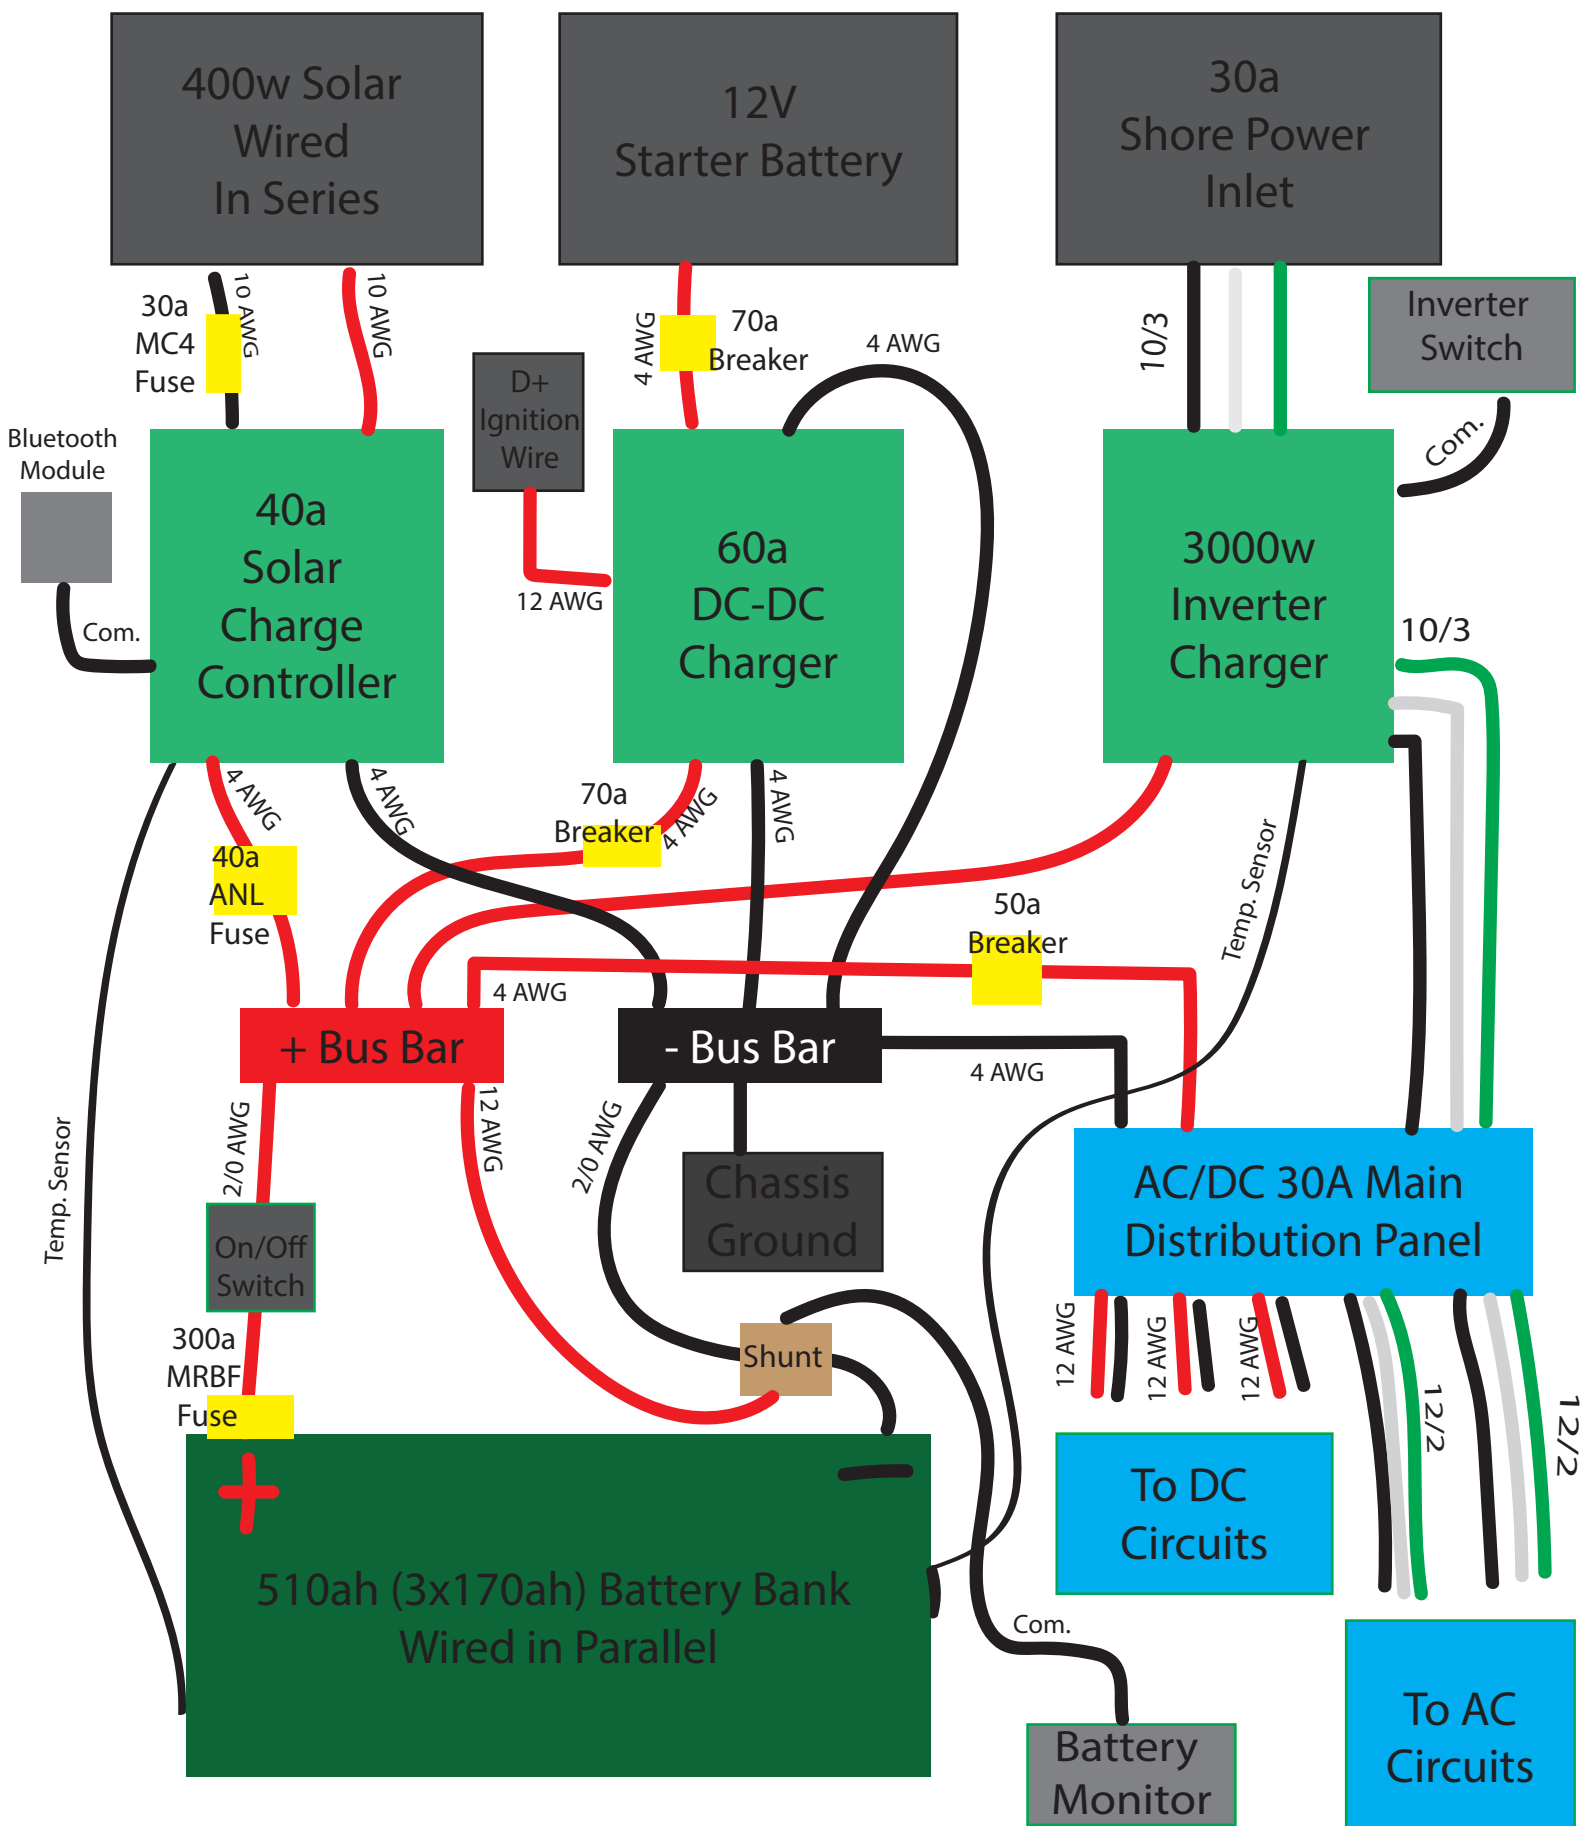 400w Solar
Wired
In Series
12V
Starter Battery
30a
Shore Power
Inlet
30a
MC4
Fuse
10 AWG
10 AWG
4 AWG
70a
Breaker
4 AWG
10/3
Inverter
Switch
Com.
D+
Ignition
Wire
12 AWG
Bluetooth
Module
Com.
40a
Solar
Charge
Controller
60a
DC-DC
Charger
3000w
Inverter
Charger
10/3
4 AWG
4 AWG
70a
Breaker
4 AWG
4 AWG
40a
ANL
Fuse
50a
Breaker
Temp. Sensor
4 AWG
+ Bus Bar
- Bus Bar
4 AWG
Temp. Sensor
2/0 AWG
12 AWG
2/0 AWG
Chassis
Ground
AC/DC 30A Main
Distribution Panel
On/Off
Switch
300a
MRBF
Fuse
Shunt
12 AWG
12 AWG
12 AWG
12/2
12/2
+
–
To DC
Circuits
510ah (3x170ah) Battery Bank
Wired in Parallel
Com.
To AC
Circuits
Battery
Monitor